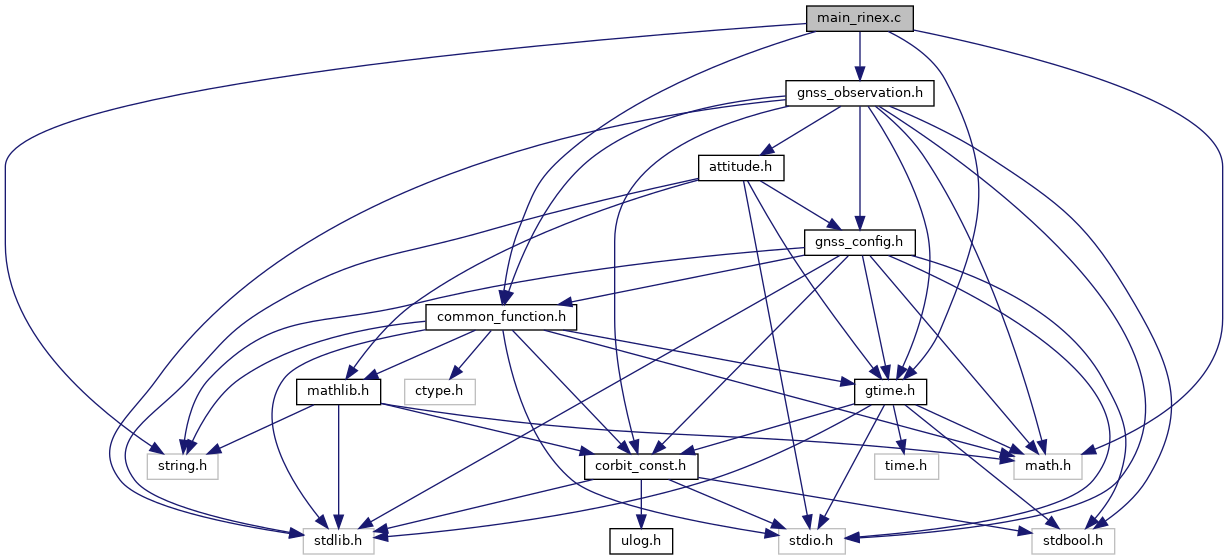 main_rinex.c
gnss_observation.h
attitude.h
gnss_config.h
common_function.h
mathlib.h
ctype.h
gtime.h
string.h
corbit_const.h
time.h
math.h
stdlib.h
ulog.h
stdio.h
stdbool.h